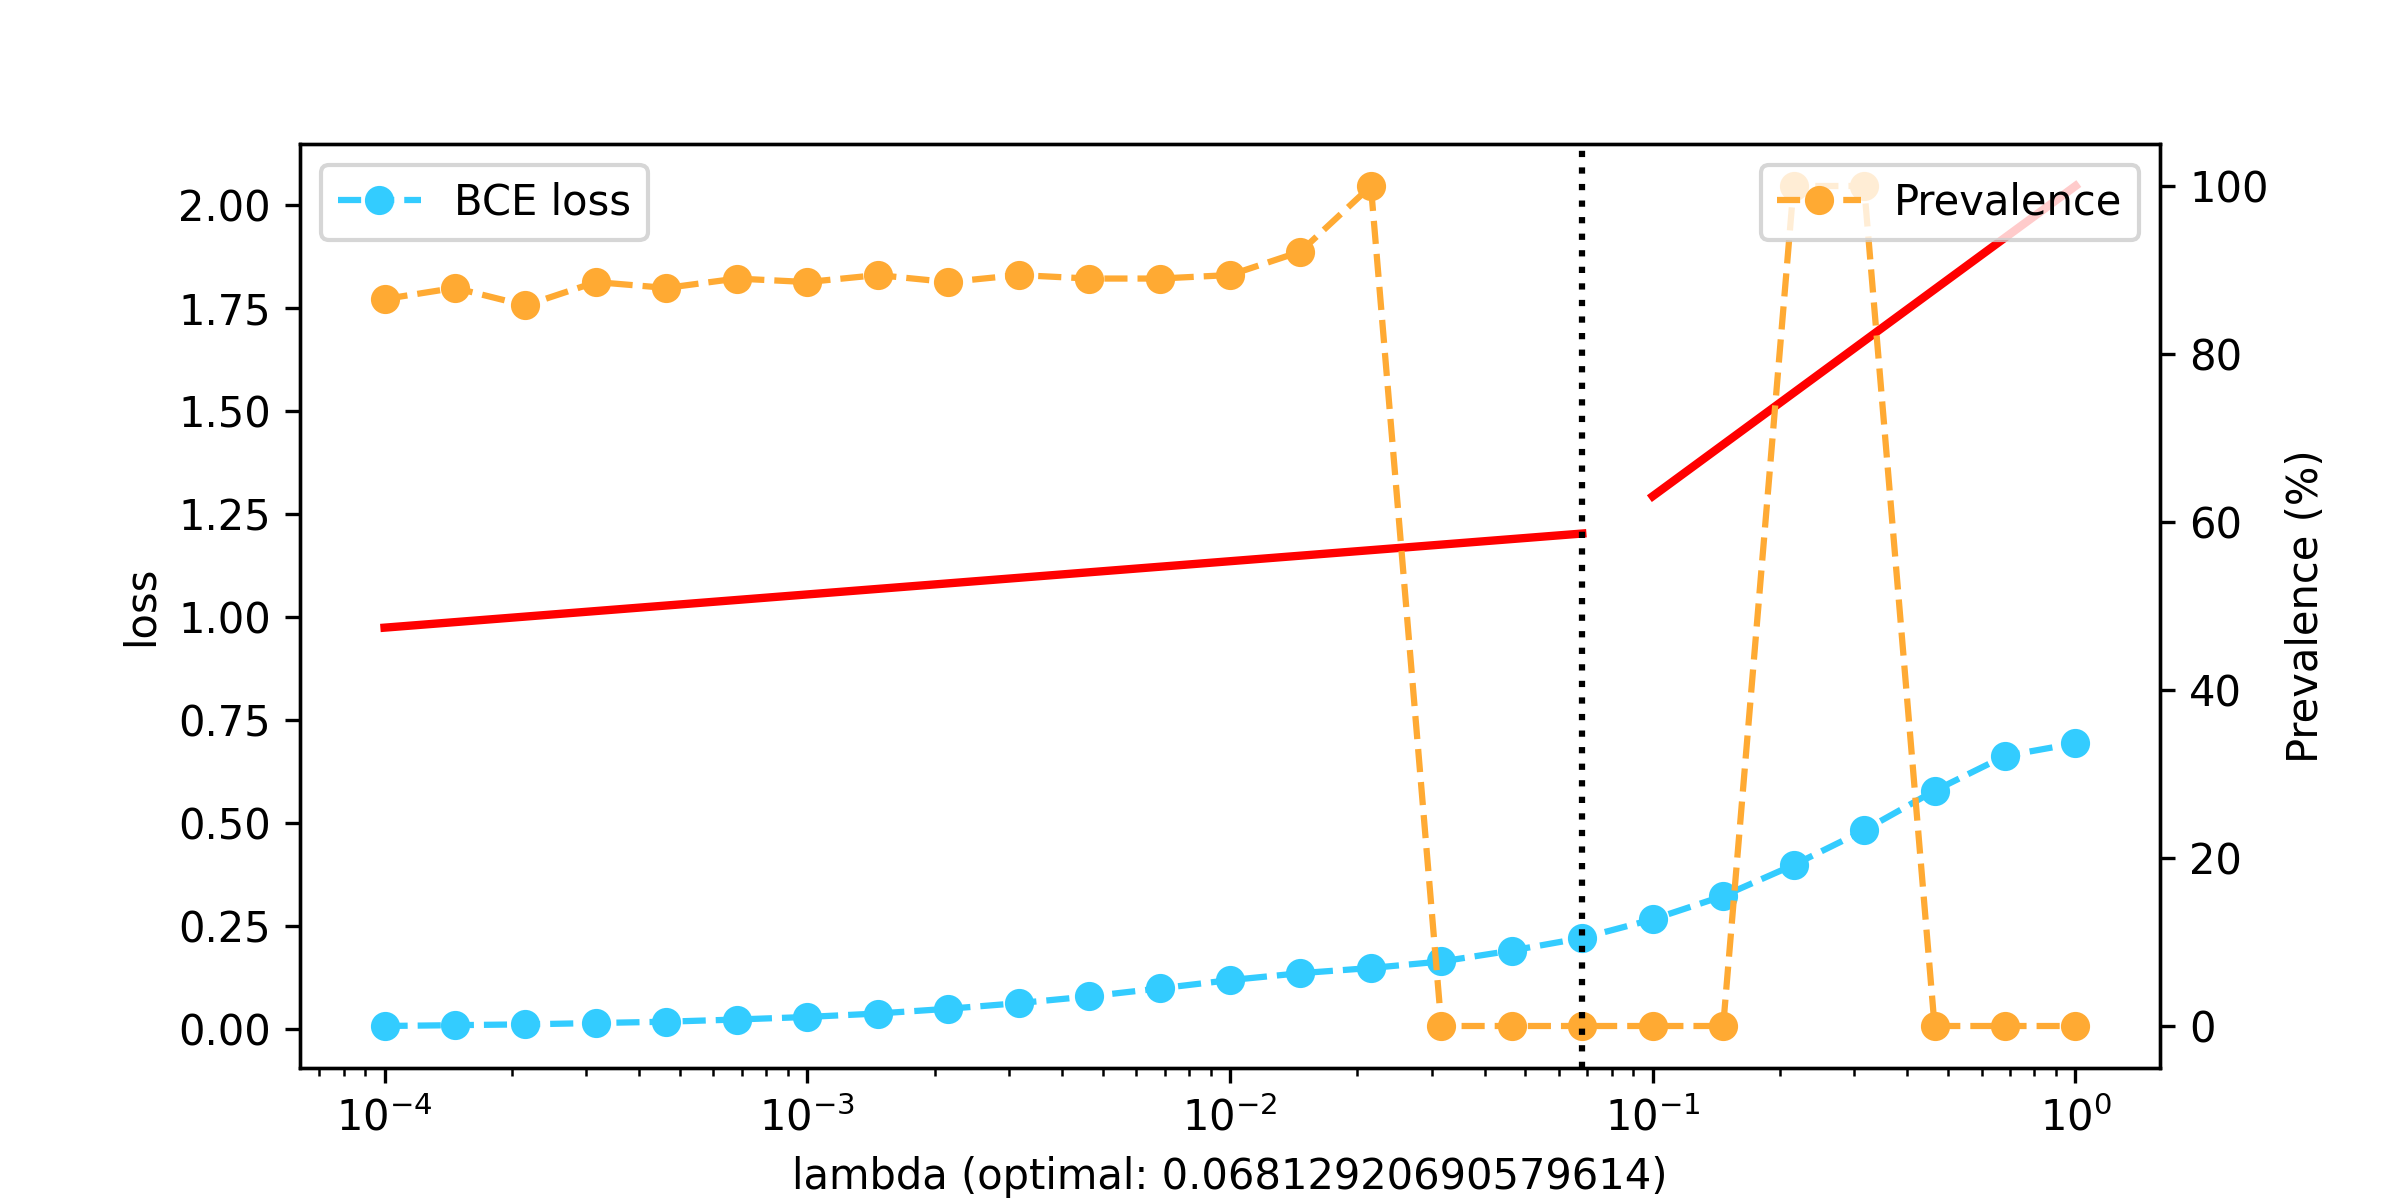 BCE loss
Prevalence
2.00
1.75
1.50
1.25
1.00
0.75
0.50
0.25
0.00
loss
100
80
60
40
20
0
Prevalence (%)
10⁻⁴ 10⁻³ 10⁻² 10⁻¹ 10⁰
lambda (optimal: 0.06812920690579614)